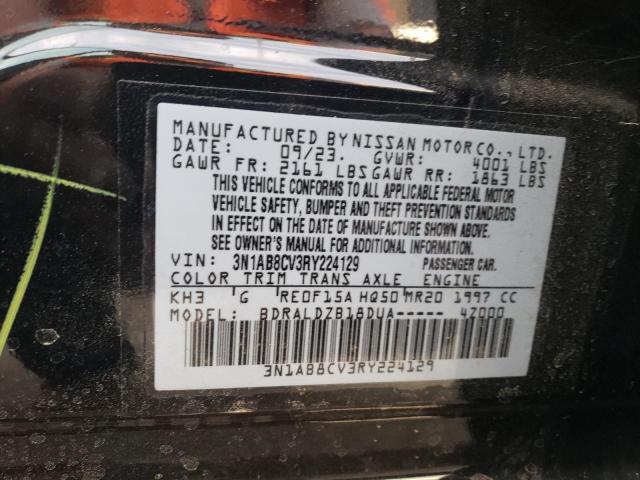 MANUFACTURED BY NISSAN MOTOR CO., LTD.
DATE: 09/23. GVWR: 4001 LBS
GAWR FR: 2161 LBS GAWR RR: 1863 LBS
THIS VEHICLE CONFORMS TO ALL APPLICABLE FEDERAL MOTOR
VEHICLE SAFETY, BUMPER AND THEFT PREVENTION STANDARDS
IN EFFECT ON THE DATE OF MANUFACTURE SHOWN ABOVE.
SEE OWNER'S MANUAL FOR ADDITIONAL INFORMATION.
VIN: 3N1AB8CV3RY224129 PASSENGER CAR.
COLOR TRIM TRANS AXLE ENGINE
KH3 G RE0F15A HQ50 MR20 1997 CC
MODEL: BDRALDZB18DUA----- 4Z000
3N1AB8CV3RY224129